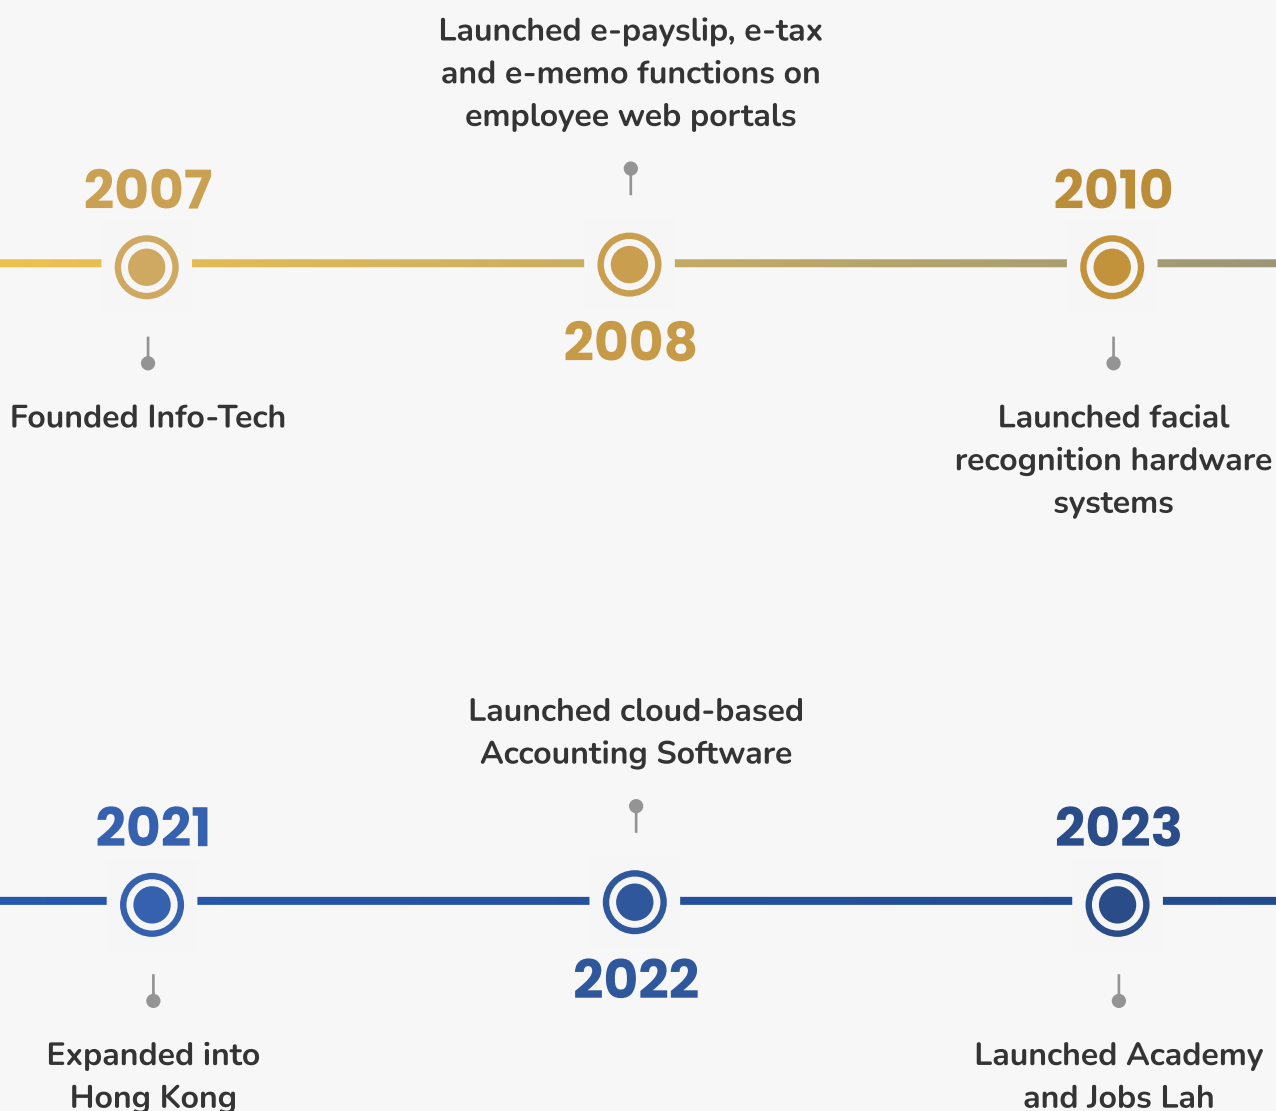 Launched e-payslip, e-tax
and e-memo functions on
employee web portals
2007
2010
2008
Founded Info-Tech
Launched facial
recognition hardware
systems
Launched cloud-based
Accounting Software
2021
2023
2022
Expanded into
Hong Kong
Launched Academy
and Jobs Lah